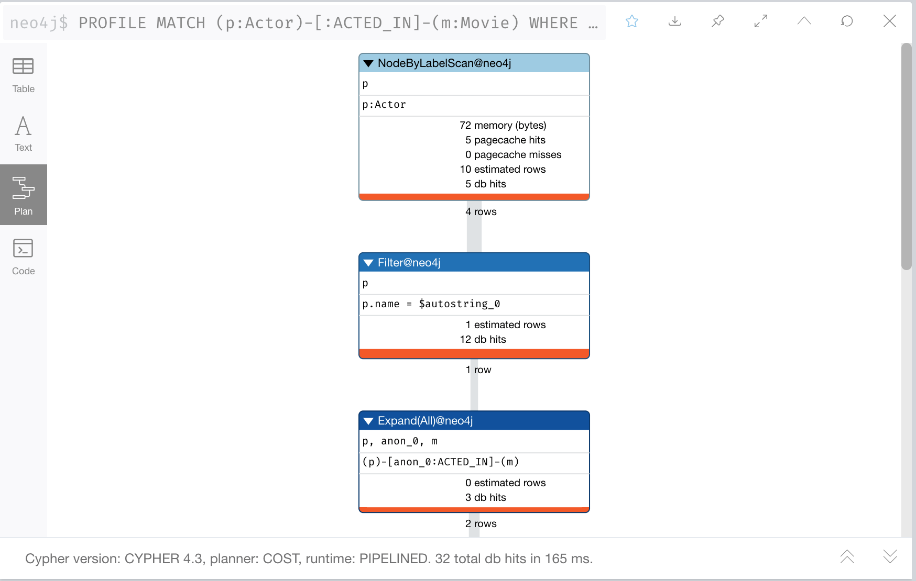 neo4j$ PROFILE MATCH (p:Actor)-[:ACTED_IN]-(m:Movie) WHERE …
Table
Text
Plan
Code
NodeByLabelScan@neo4j
p
p:Actor
72 memory (bytes)
5 pagecache hits
0 pagecache misses
10 estimated rows
5 db hits
4 rows
Filter@neo4j
p
p.name = $autostring_0
1 estimated rows
12 db hits
1 row
Expand(All)@neo4j
p, anon_0, m
(p)-[anon_0:ACTED_IN]-(m)
0 estimated rows
3 db hits
2 rows
Cypher version: CYPHER 4.3, planner: COST, runtime: PIPELINED. 32 total db hits in 165 ms.